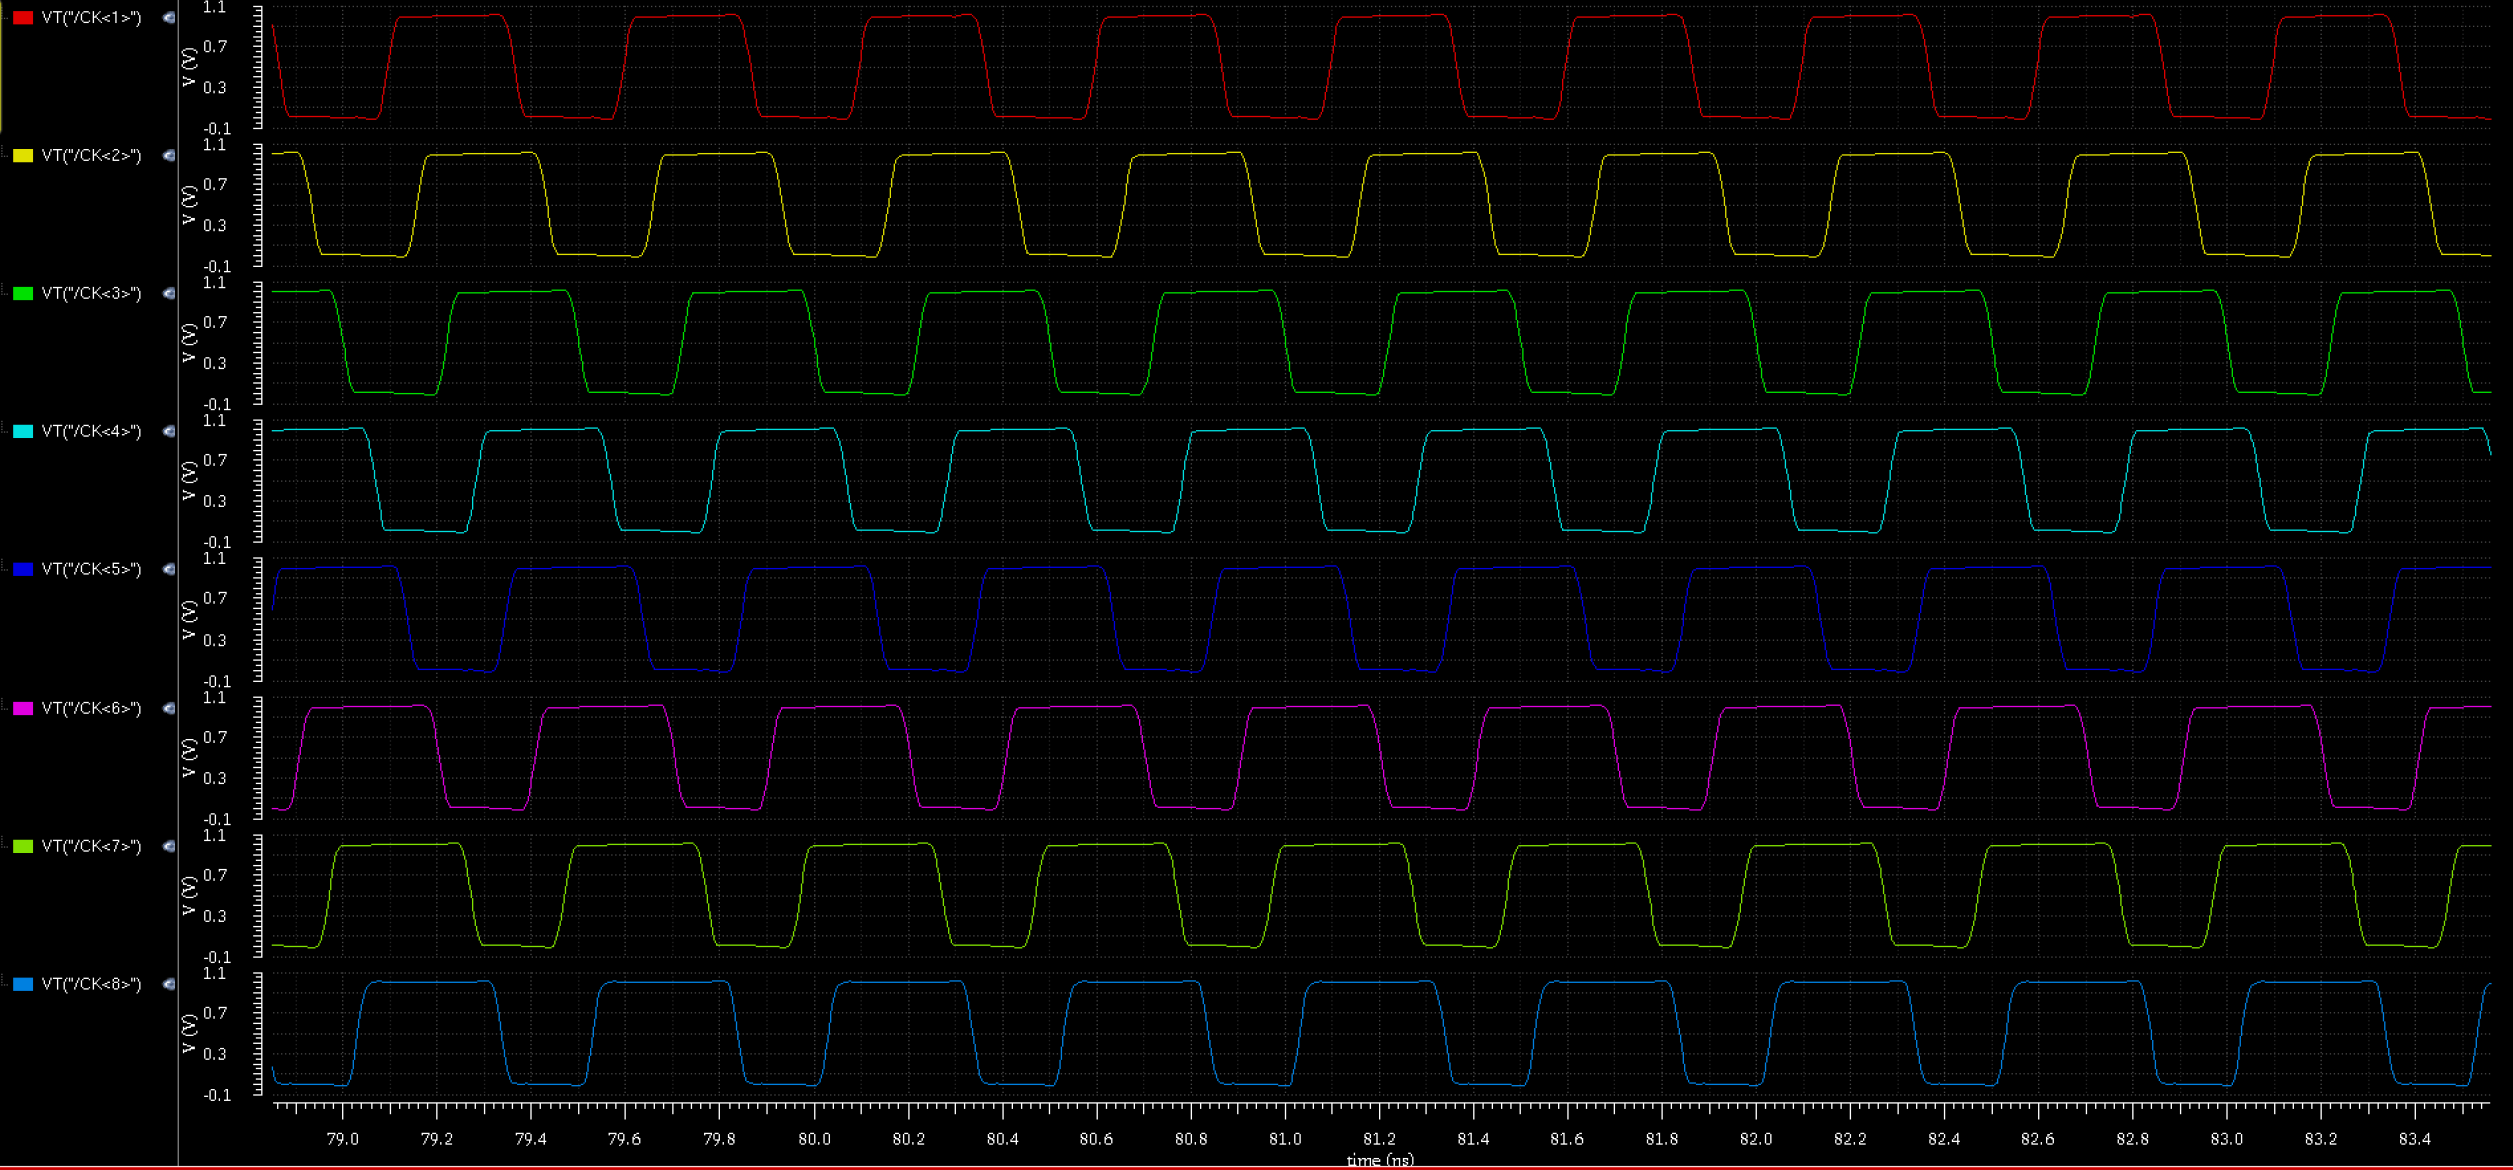 VT("/CK<1>")
V (V)
1.1
0.7
0.3
-0.1
VT("/CK<2>")
V (V)
1.1
0.7
0.3
-0.1
VT("/CK<3>")
V (V)
1.1
0.7
0.3
-0.1
VT("/CK<4>")
V (V)
1.1
0.7
0.3
-0.1
VT("/CK<5>")
V (V)
1.1
0.7
0.3
-0.1
VT("/CK<6>")
V (V)
1.1
0.7
0.3
-0.1
VT("/CK<7>")
V (V)
1.1
0.7
0.3
-0.1
VT("/CK<8>")
V (V)
1.1
0.7
0.3
-0.1
79.0 79.2 79.4 79.6 79.8 80.0 80.2 80.4 80.6 80.8 81.0 81.2 81.4 81.6 81.8 82.0 82.2 82.4 82.6 82.8 83.0 83.2 83.4
time (ns)